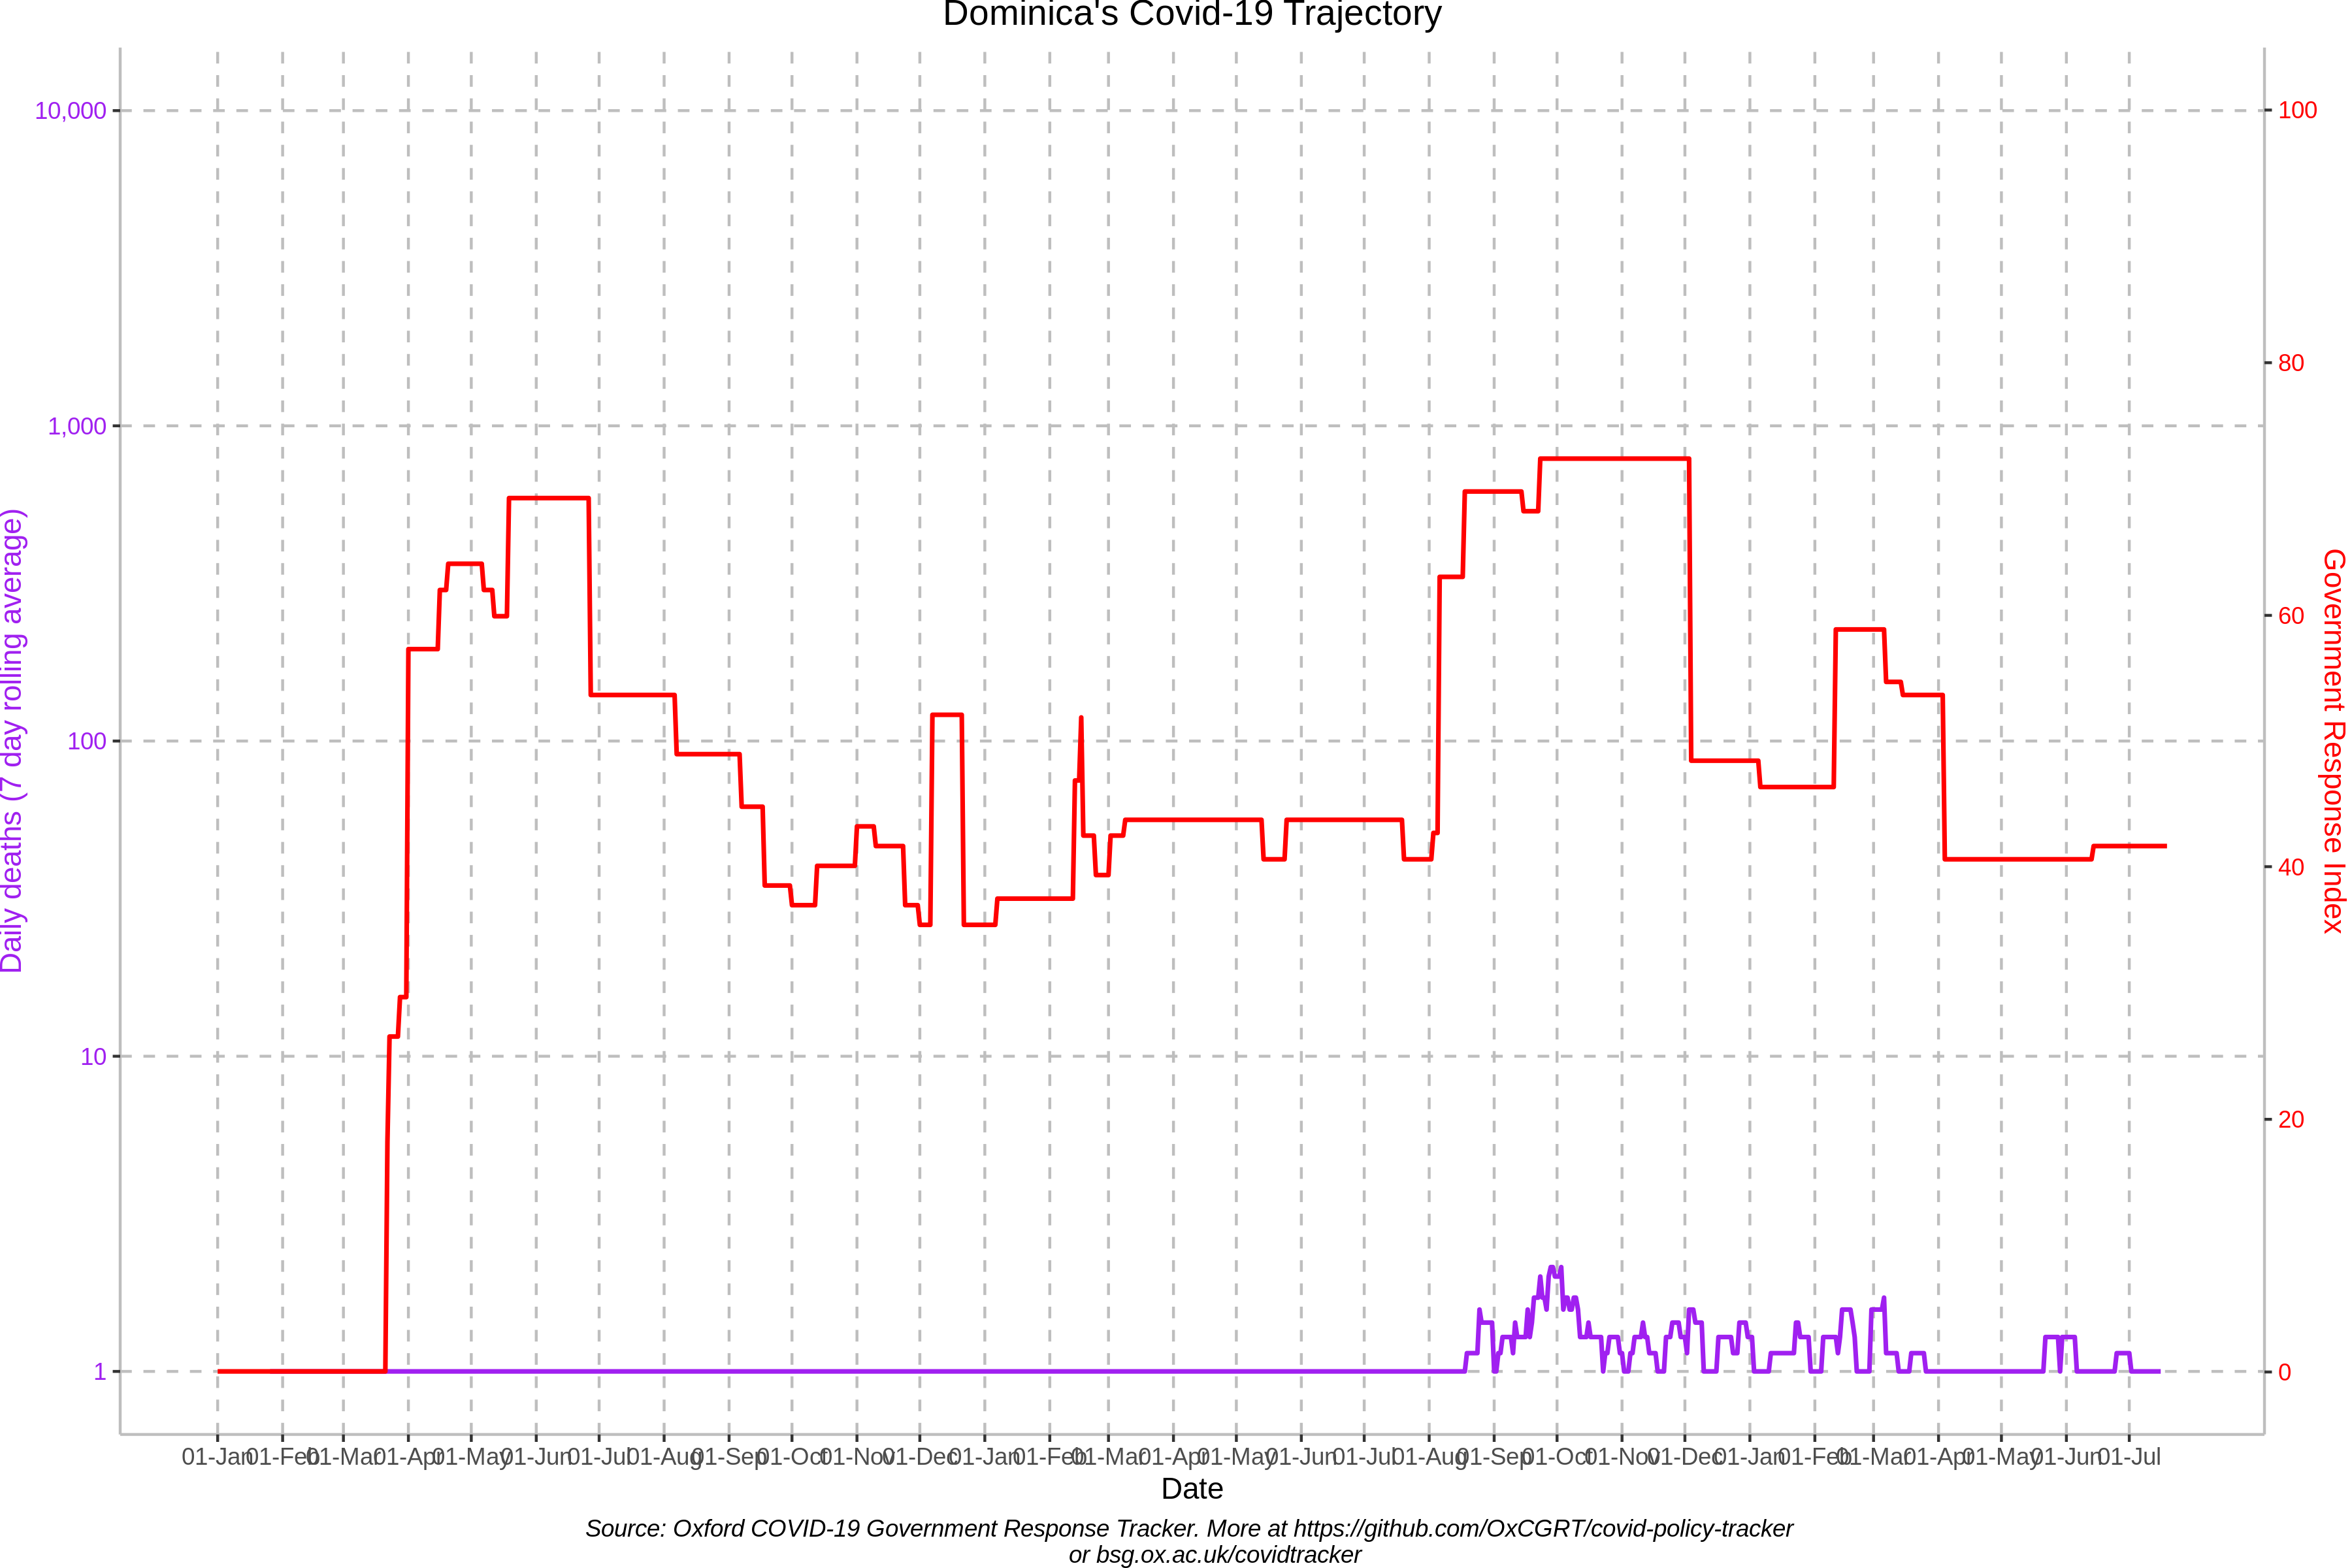 Dominica's Covid-19 Trajectory
10,000
1,000
100
10
1
Daily deaths (7 day rolling average)
100
80
60
40
20
0
Government Response Index
01-Jan 01-Feb 01-Mar 01-Apr 01-May 01-Jun 01-Jul 01-Aug 01-Sep 01-Oct 01-Nov 01-Dec 01-Jan 01-Feb 01-Mar 01-Apr 01-May 01-Jun 01-Jul 01-Aug 01-Sep 01-Oct 01-Nov 01-Dec 01-Jan 01-Feb 01-Mar 01-Apr 01-May 01-Jun 01-Jul
Date
Source: Oxford COVID-19 Government Response Tracker. More at https://github.com/OxCGRT/covid-policy-tracker
or bsg.ox.ac.uk/covidtracker